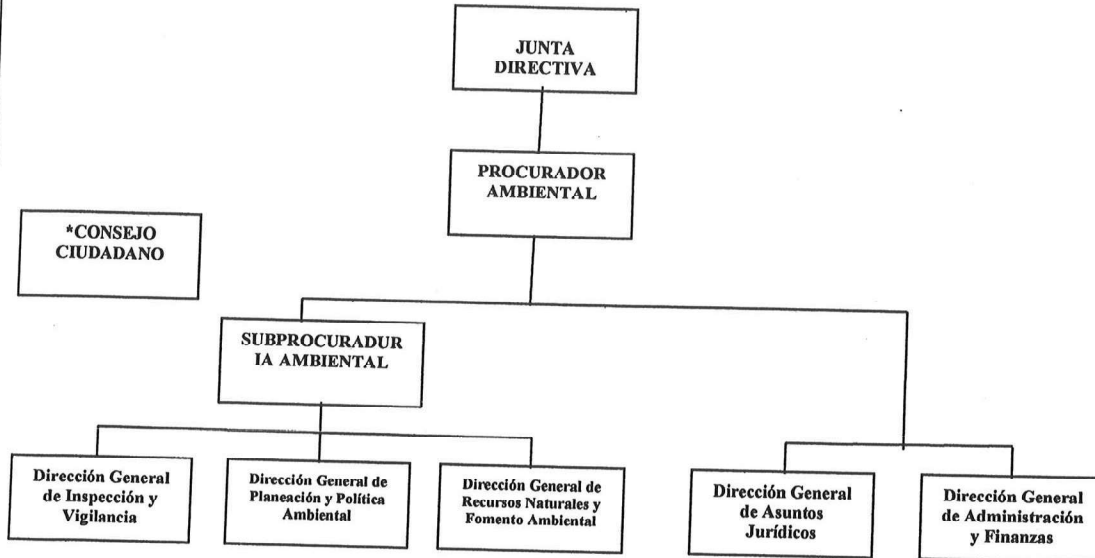 JUNTA
DIRECTIVA
PROCURADOR
AMBIENTAL
*CONSEJO
CIUDADANO
SUBPROCURADUR
IA AMBIENTAL
Dirección General
de Inspección y
Vigilancia
Dirección General de
Planeación y Política
Ambiental
Dirección General de
Recursos Naturales y
Fomento Ambiental
Dirección General
de Asuntos
Jurídicos
Dirección General
de Administración
y Finanzas